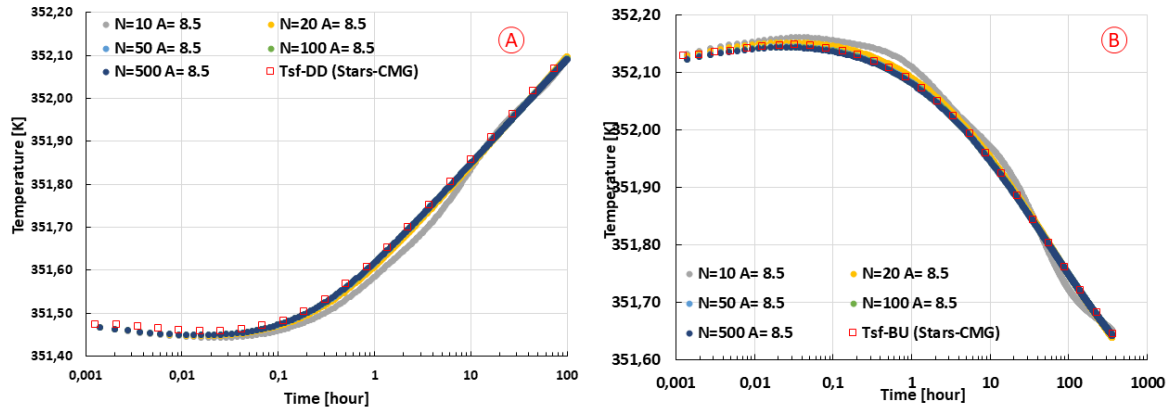 352,20
352,10
352,00
351,90
351,80
351,70
351,60
351,50
351,40
Temperature [K]
N=10 A= 8.5
N=20 A= 8.5
N=50 A= 8.5
N=100 A= 8.5
N=500 A= 8.5
Tsf-DD (Stars-CMG)
A
0,001
0,01
0,1
1
10
100
Time [hour]
352,20
352,10
352,00
351,90
351,80
351,70
351,60
Temperature [K]
B
N=10 A= 8.5
N=20 A= 8.5
N=50 A= 8.5
N=100 A= 8.5
N=500 A= 8.5
Tsf-BU (Stars-CMG)
0,001
0,01
0,1
1
10
100
1000
Time [hour]